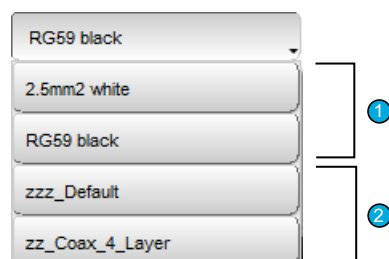 RG59 black
2.5mm2 white
1
RG59 black
zzz_Default
2
zz_Coax_4_Layer